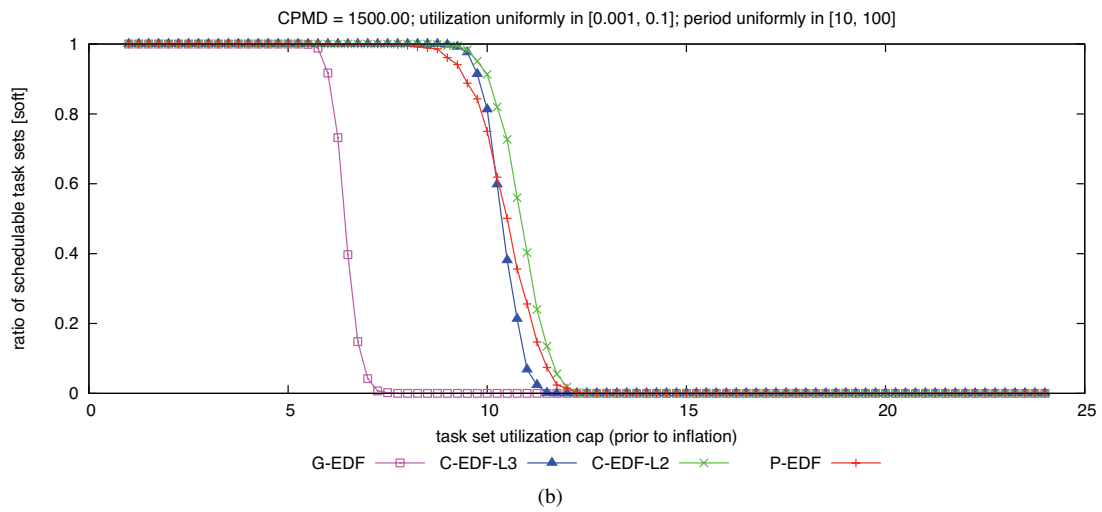 CPMD = 1500.00; utilization uniformly in [0.001, 0.1]; period uniformly in [10, 100]
1
0.8
0.6
0.4
0.2
0
ratio of schedulable task sets [soft]
0 5 10 15 20 25
task set utilization cap (prior to inflation)
G-EDF C-EDF-L3 C-EDF-L2 P-EDF
(b)